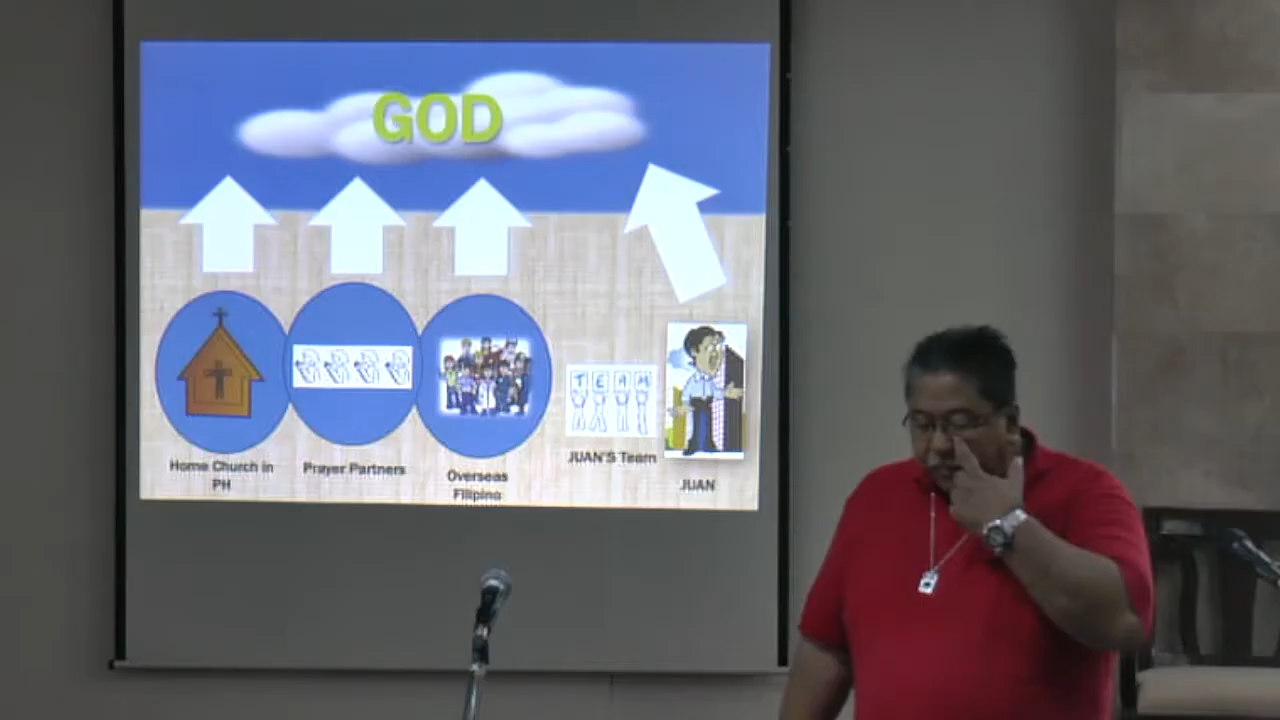 GOD
TEAM
Home Church in
PH
Prayer Partners
Overseas
Filipino
JUAN'S Team
JUAN